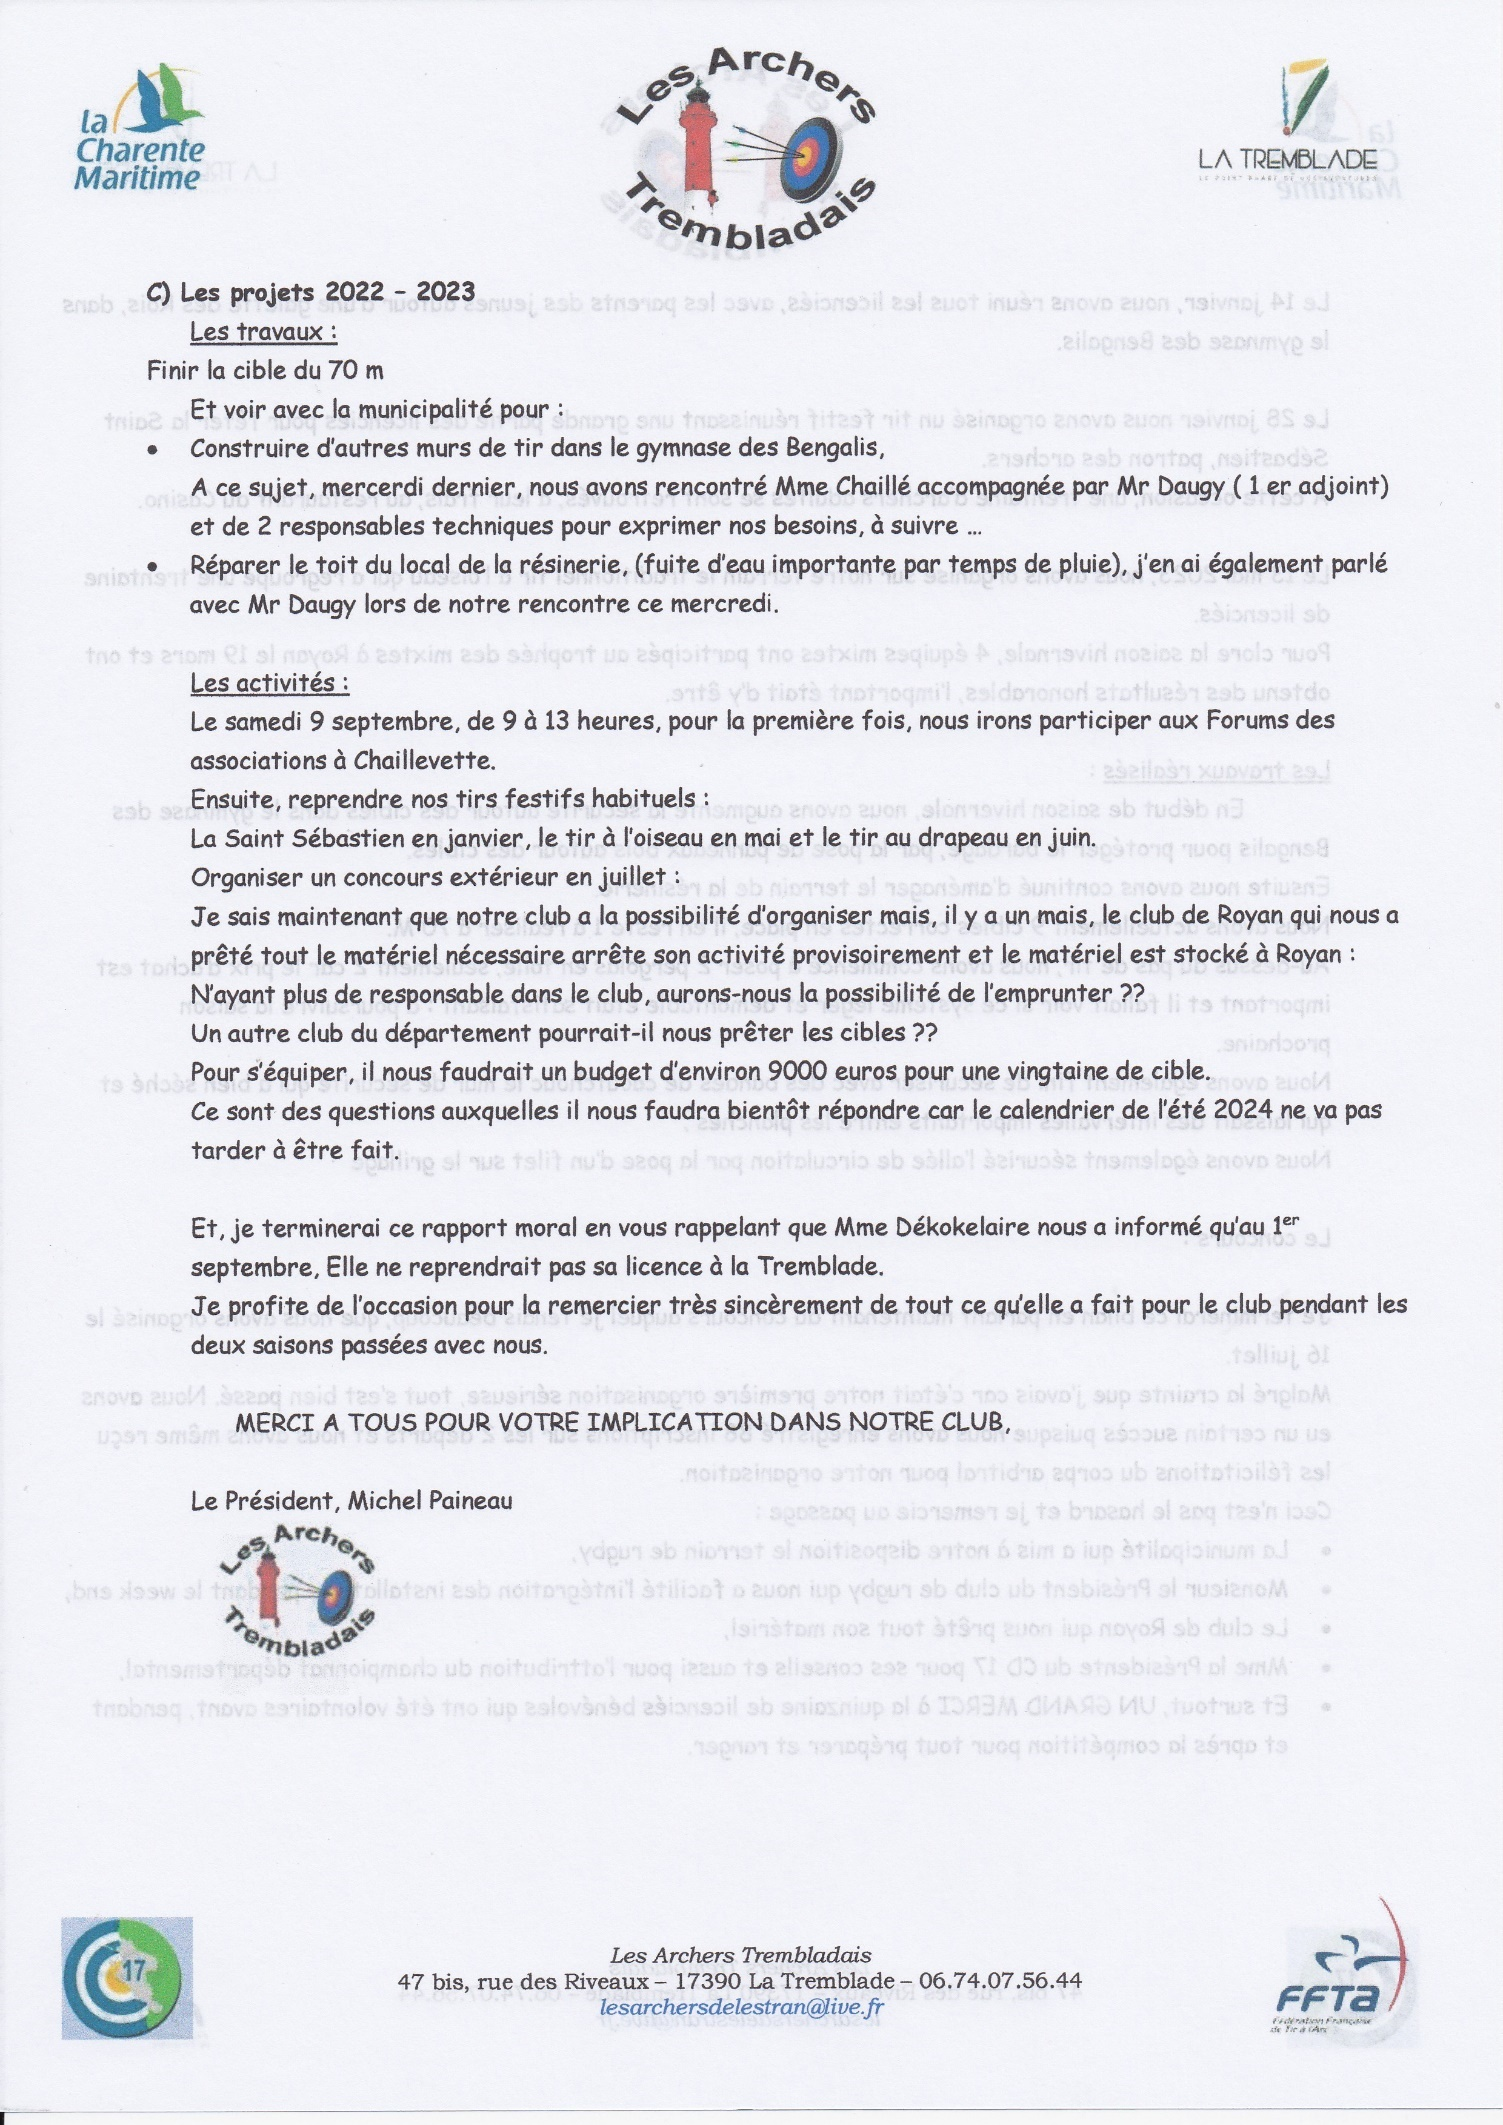 la
Charente
Maritime
Les Archers
Trembladais
LA TREMBLADE
C) Les projets 2022 - 2023
Les travaux :
Finir la cible du 70 m
Et voir avec la municipalité pour :
• Construire d'autres murs de tir dans le gymnase des Bengalis,
A ce sujet, mercerdi dernier, nous avons rencontré Mme Chaillé accompagnée par Mr Daugy ( 1 er adjoint)
et de 2 responsables techniques pour exprimer nos besoins, à suivre ...
• Réparer le toit du local de la résinerie, (fuite d'eau importante par temps de pluie), j'en ai également parlé
avec Mr Daugy lors de notre rencontre ce mercredi.
Les activités :
Le samedi 9 septembre, de 9 à 13 heures, pour la première fois, nous irons participer aux Forums des
associations à Chaillevette.
Ensuite, reprendre nos tirs festifs habituels :
La Saint Sébastien en janvier, le tir à l'oiseau en mai et le tir au drapeau en juin.
Organiser un concours extérieur en juillet :
Je sais maintenant que notre club a la possibilité d'organiser mais, il y a un mais, le club de Royan qui nous a
prêté tout le matériel nécessaire arrête son activité provisoirement et le matériel est stocké à Royan :
N'ayant plus de responsable dans le club, aurons-nous la possibilité de l'emprunter ??
Un autre club du département pourrait-il nous prêter les cibles ??
Pour s'équiper, il nous faudrait un budget d'environ 9000 euros pour une vingtaine de cible.
Ce sont des questions auxquelles il nous faudra bientôt répondre car le calendrier de l'été 2024 ne va pas
tarder à être fait.
Et, je terminerai ce rapport moral en vous rappelant que Mme Dékokelaire nous a informé qu'au 1er
septembre, Elle ne reprendrait pas sa licence à la Tremblade.
Je profite de l'occasion pour la remercier très sincèrement de tout ce qu'elle a fait pour le club pendant les
deux saisons passées avec nous.
MERCI A TOUS POUR VOTRE IMPLICATION DANS NOTRE CLUB,
Le Président, Michel Paineau
Les Archers
Trembladais
17
Les Archers Trembladais
47 bis, rue des Riveaux – 17390 La Tremblade – 06.74.07.56.44
lesarchersdelestran@live.fr
FFTA
Fédération Française
de Tir à l'Arc